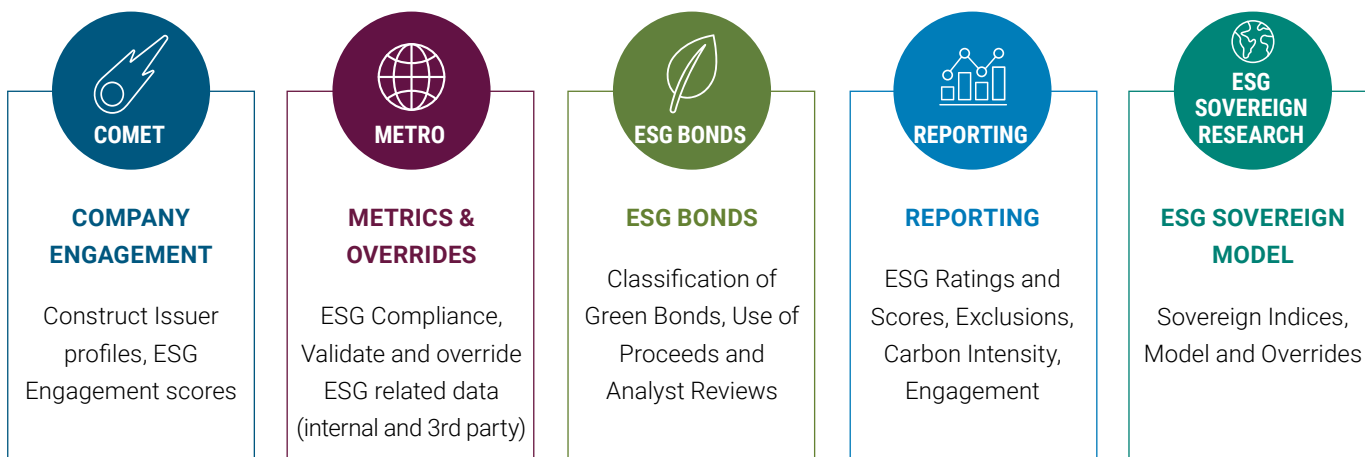 COMET
COMPANY
ENGAGEMENT
Construct Issuer
profiles, ESG
Engagement scores
METRO
METRICS &
OVERRIDES
ESG Compliance,
Validate and override
ESG related data
(internal and 3rd party)
ESG BONDS
ESG BONDS
Classification of
Green Bonds, Use of
Proceeds and
Analyst Reviews
REPORTING
REPORTING
ESG Ratings and
Scores, Exclusions,
Carbon Intensity,
Engagement
ESG
SOVEREIGN
RESEARCH
ESG SOVEREIGN
MODEL
Sovereign Indices,
Model and Overrides